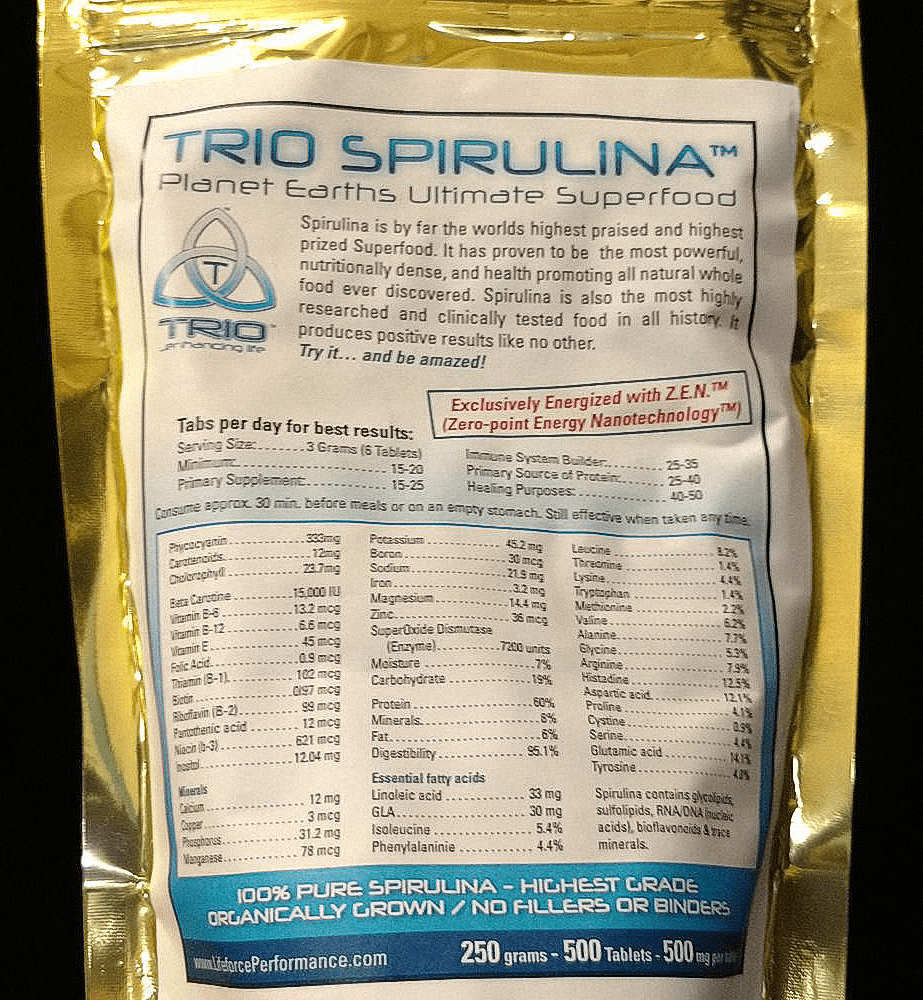 TRIO SPIRULINA™
Planet Earths Ultimate Superfood
Spirulina is by far the worlds highest praised and highest
prized Superfood. It has proven to be the most powerful,
nutritionally dense, and health promoting all natural whole
food ever discovered. Spirulina is also the most highly
researched and clinically tested food in all history. It
produces positive results like no other.
Try it... and be amazed!
T
TRIO™
...enhancing life
Exclusively Energized with Z.E.N.™
(Zero-point Energy Nanotechnology™)
Tabs per day for best results:
Serving Size:.......3 Grams (6 Tablets)
Minimum:..............15-20
Primary Supplement:..............15-25
Immune System Builder:..........25-35
Primary Source of Protein:.......25-40
Healing Purposes:..............40-50
Consume approx. 30 min. before meals or on an empty stomach. Still effective when taken any time.
Phycocyanin..............333mg
Carotenoids..............12mg
Cholorophyll..............23.7mg
Beta Carotine..............15,000 IU
Vitamin B-6..............13.2 mcg
Vitamin B-12..............6.6 mcg
Vitamin E..............45 mcg
Folic Acid..............0.9 mcg
Thiamin (B-1)..............102 mcg
Biotin..............0197 mcg
Riboflavin (B-2)..............99 mcg
Pantothenic acid..............12 mcg
Niacin (b-3)..............621 mcg
Inostol..............12.04 mg
Minerals
Calcium..............12 mg
Copper..............3 mcg
Phosphorus..............31.2 mg
Manganese..............78 mcg
Potassium..............45.2 mg
Boron..............30 mcg
Sodium..............21.9 mg
Iron..............3.2 mg
Magnesium..............14.4 mg
Zinc..............36 mcg
SuperOxide Dismutase
(Enzyme)..............7200 units
Moisture..............7%
Carbohydrate..............19%
Protein..............60%
Minerals..............8%
Fat..............6%
Digestibility..............95.1%
Essential fatty acids
Linoleic acid..............33 mg
GLA..............30 mg
Isoleucine..............5.4%
Phenylalaninie..............4.4%
Leucine..............8.2%
Threonine..............1.4%
Lysine..............4.4%
Tryptophan..............1.4%
Methionine..............2.2%
Valine..............6.2%
Alanine..............7.7%
Glycine..............5.3%
Arginine..............7.9%
Histadine..............12.5%
Aspartic acid..............12.1%
Proline..............4.1%
Cystine..............0.9%
Serine..............4.4%
Glutamic acid..............14.1%
Tyrosine..............4.0%
Spirulina contains glycolipids,
sulfolipids, RNA/DNA (nucleic
acids), bioflavonoids & trace
minerals.
100% PURE SPIRULINA - HIGHEST GRADE
ORGANICALLY GROWN / NO FILLERS OR BINDERS
www.LifeforcePerformance.com
250 grams - 500 Tablets - 500 mg per